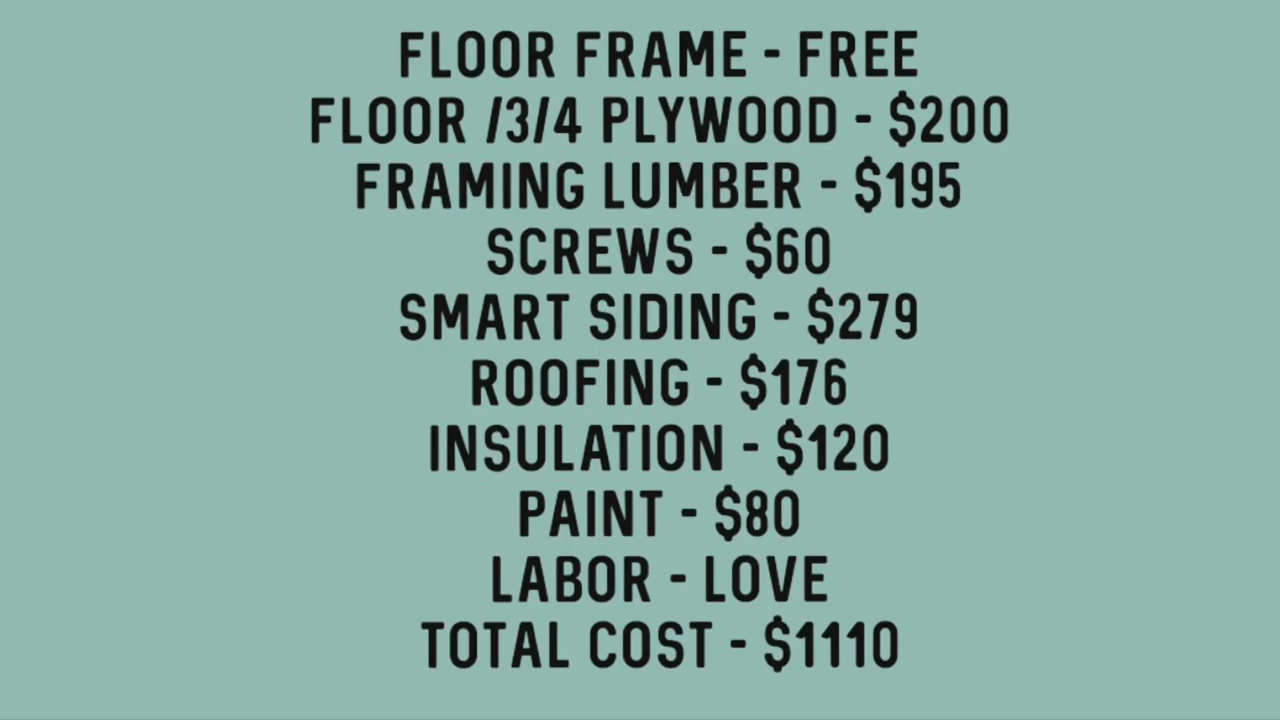 FLOOR FRAME - FREE
FLOOR /3/4 PLYWOOD - $200
FRAMING LUMBER - $195
SCREWS - $60
SMART SIDING - $279
ROOFING - $176
INSULATION - $120
PAINT - $80
LABOR - LOVE
TOTAL COST - $1110